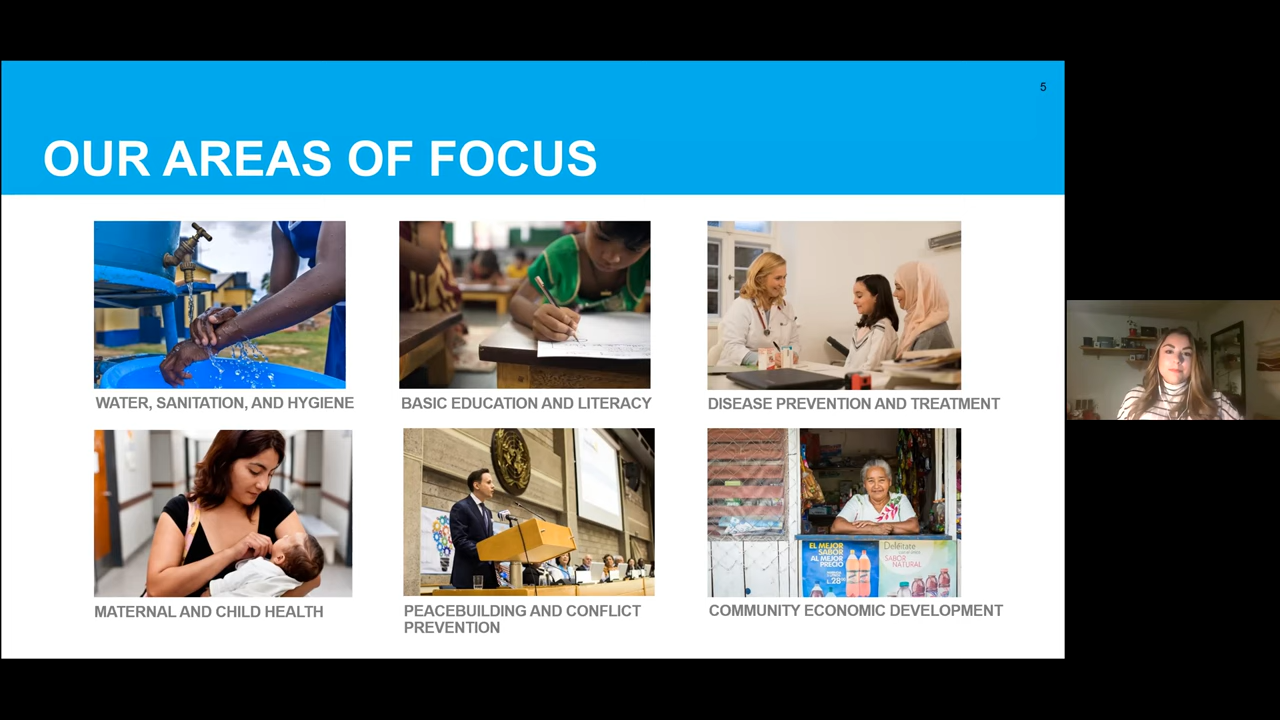 5
OUR AREAS OF FOCUS
WATER, SANITATION, AND HYGIENE
BASIC EDUCATION AND LITERACY
DISEASE PREVENTION AND TREATMENT
MATERNAL AND CHILD HEALTH
PEACEBUILDING AND CONFLICT
PREVENTION
EL MEJOR
SABOR
AL MEJOR
PRECIO
Deléitate
SABOR
NATURAL
COMMUNITY ECONOMIC DEVELOPMENT